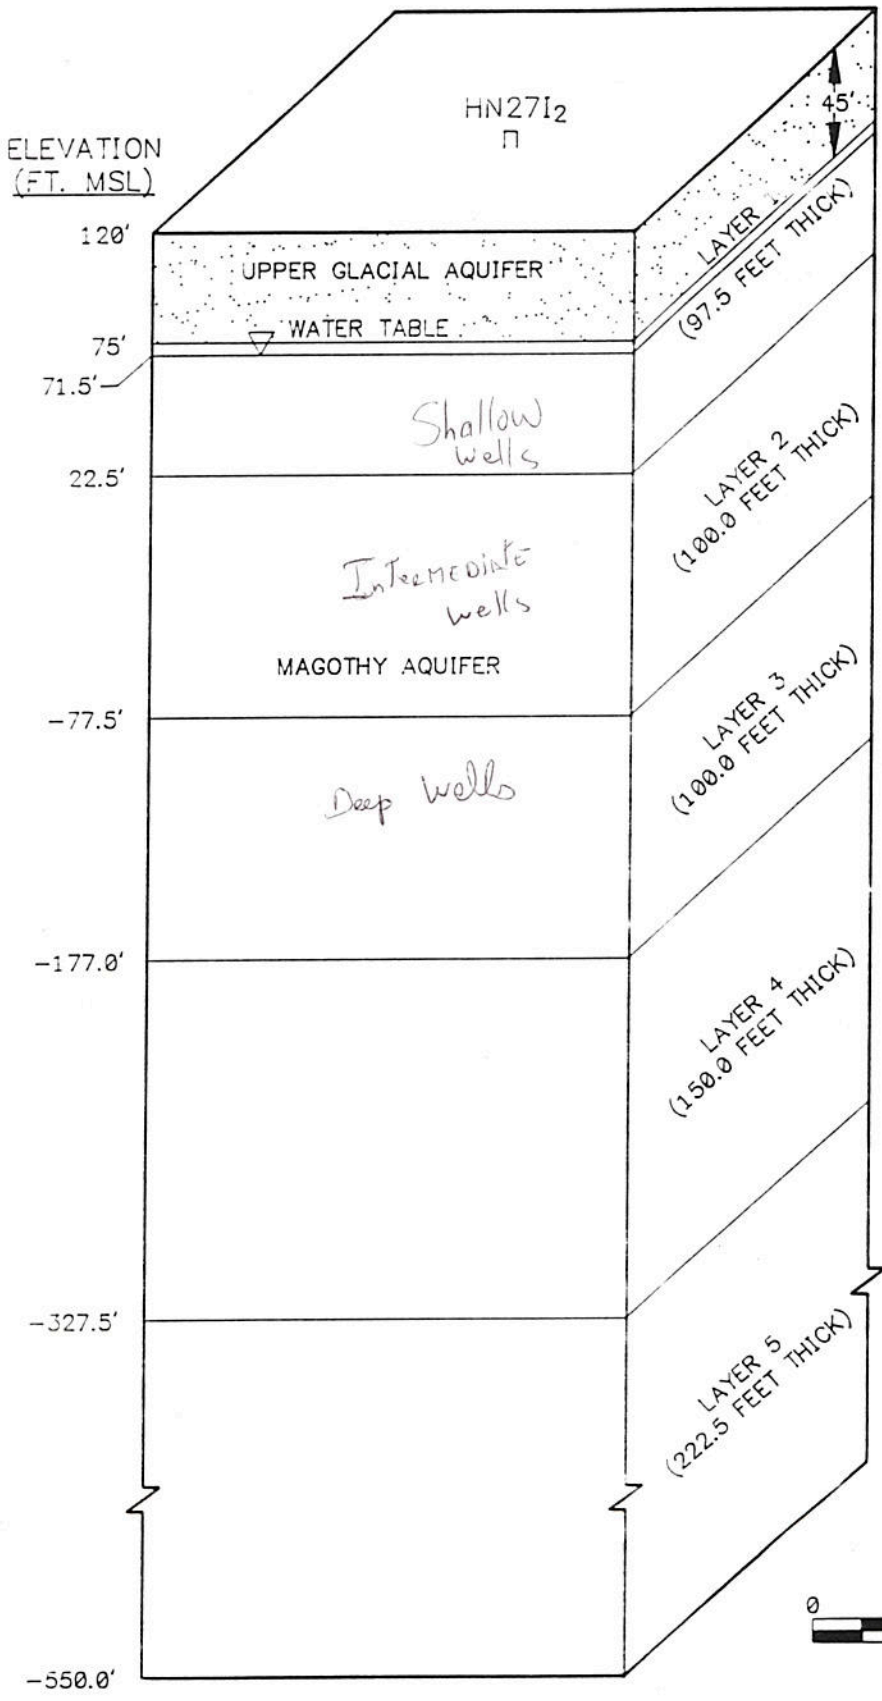 HN27I2
45'
ELEVATION
(FT. MSL)
120'
UPPER GLACIAL AQUIFER
LAYER 1
(97.5 FEET THICK)
WATER TABLE
75'
71.5'
Shallow
wells
22.5'
LAYER 2
(100.0 FEET THICK)
Intermediate
wells
MAGOTHY AQUIFER
-77.5'
LAYER 3
(100.0 FEET THICK)
Deep wells
-177.0'
LAYER 4
(150.0 FEET THICK)
-327.5'
LAYER 5
(222.5 FEET THICK)
0
-550.0'